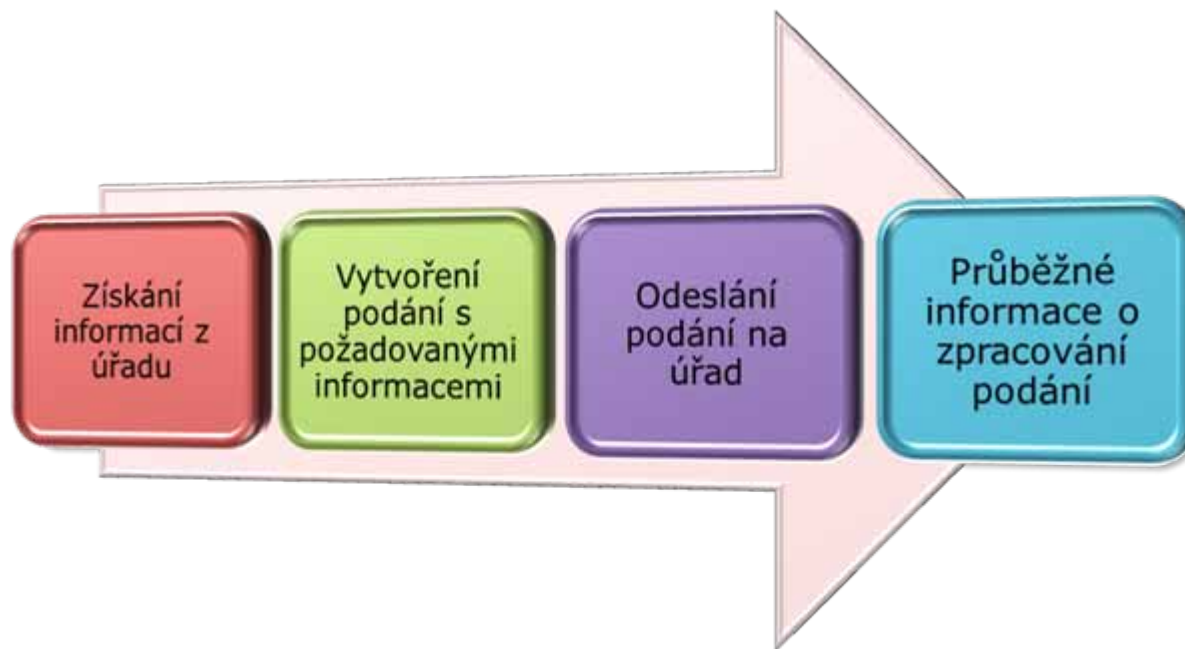 Získání
informací z
úřadu
Vytvoření
podání s
požadovanými
informacemi
Odeslání
podání na
úřad
Průběžné
informace o
zpracování
podání